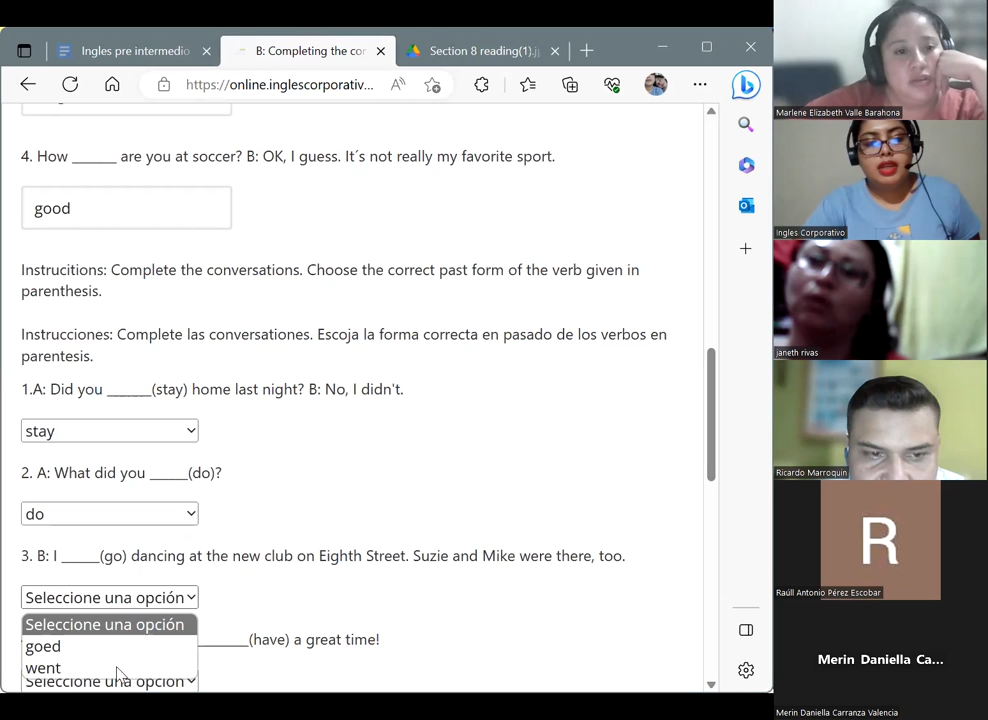 Ingles pre intermedio
B: Completing the cor
Section 8 reading(1).j
https://online.inglescorporativ...
4. How ______ are you at soccer? B: OK, I guess. It´s not really my favorite sport.
good
Instrucitions: Complete the conversations. Choose the correct past form of the verb given in
parenthesis.
Instrucciones: Complete las conversationes. Escoja la forma correcta en pasado de los verbos en
parentesis.
1.A: Did you ______(stay) home last night? B: No, I didn't.
stay
2. A: What did you _____(do)?
do
3. B: I _____(go) dancing at the new club on Eighth Street. Suzie and Mike were there, too.
Seleccione una opción
Seleccione una opción
goed
went
_______(have) a great time!
Seleccione una opción
Marlene Elizabeth Valle Barahona
Ingles Corporativo
janeth rivas
Ricardo Marroquin
R
Raúll Antonio Pérez Escobar
Merin Daniella Ca...
Merin Daniella Carranza Valencia